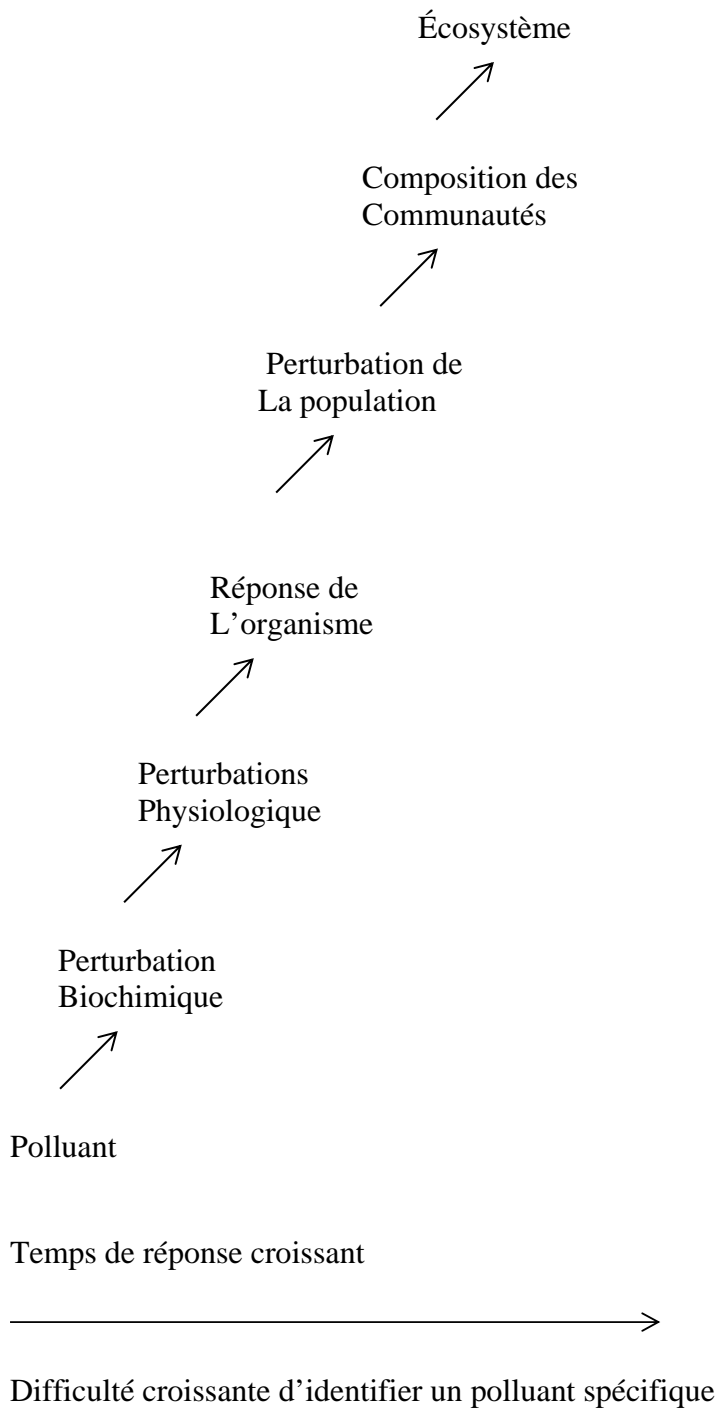 Écosystème
Composition des
Communautés
Perturbation de
La population
Réponse de
L’organisme
Perturbations
Physiologique
Perturbation
Biochimique
Polluant
Temps de réponse croissant
Difficulté croissante d’identifier un polluant spécifique